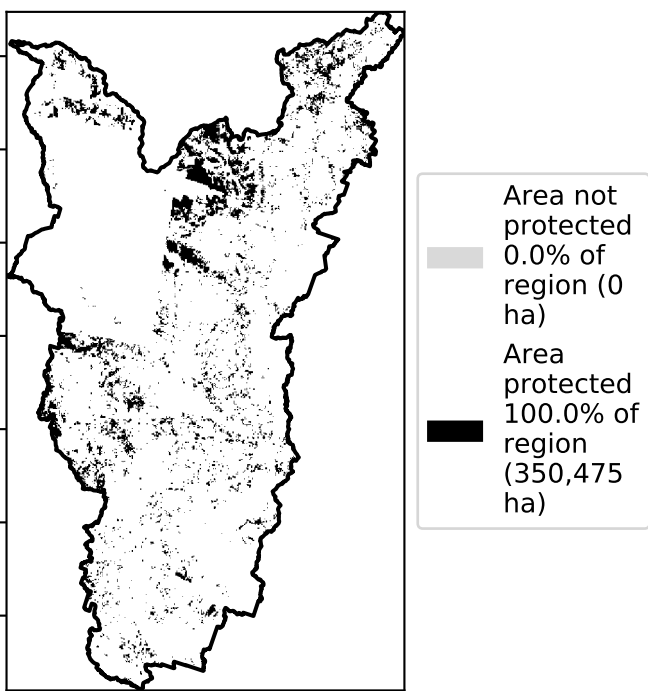 Area not
protected
0.0% of
region (0
ha)
Area
protected
100.0% of
region
(350,475
ha)